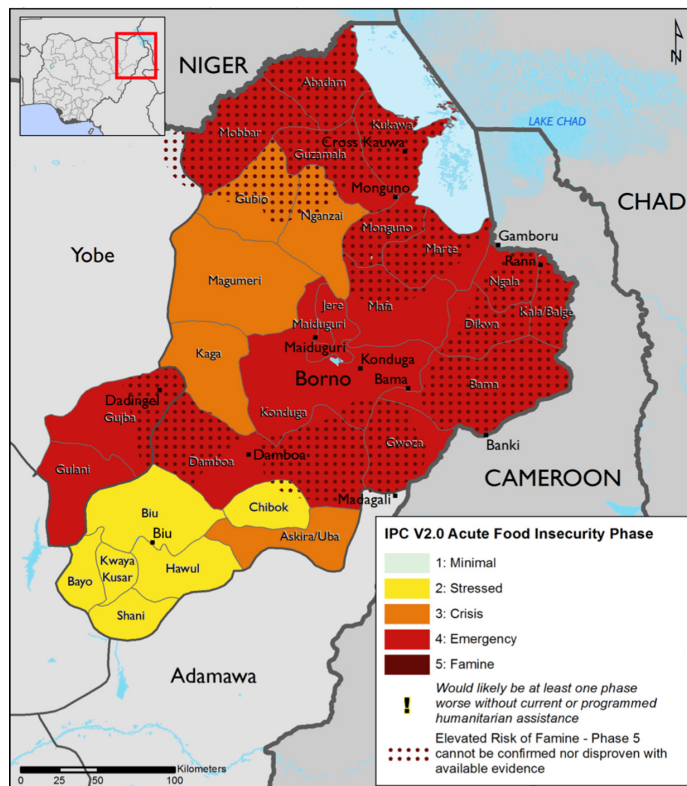 NIGER
Abadam
LAKE CHAD
Mobbar
Kukawa
Cross Kauwa
Guzamala
CHAD
Gubio
Monguno
Nganzai
Monguno
Gamboru
Marte
Yobe
Rann
Ngala
Magumeri
Jere
Mafa
Kala/Balge
Maiduguri
Dikwa
Maiduguri
Kaga
Konduga
Borno
Bama
Bama
Dadingel
Gujba
Konduga
Gwoza
Banki
Damboa
Damboa
Gulani
CAMEROON
Madagali
Chibok
Biu
Biu
Askira/Uba
Kwaya
Kusar
Hawul
Bayo
Shani
Adamawa
IPC V2.0 Acute Food Insecurity Phase
1: Minimal
2: Stressed
3: Crisis
4: Emergency
5: Famine
! Would likely be at least one phase
worse without current or programmed
humanitarian assistance
Elevated Risk of Famine - Phase 5
cannot be confirmed nor disproven with
available evidence
Kilometers
0 25 50 100
N